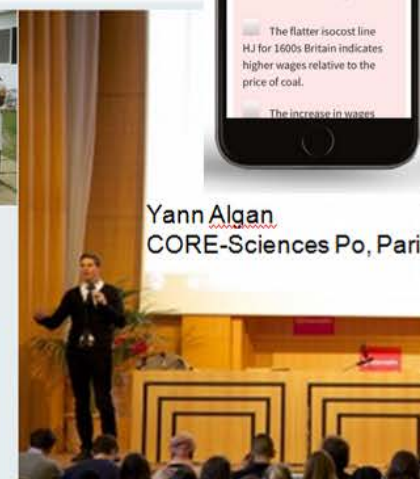 The flatter isocost line
HJ for 1600s Britain indicates
higher wages relative to the
price of coal.
The increase in wages
Yann Algan
CORE-Sciences Po, Pari